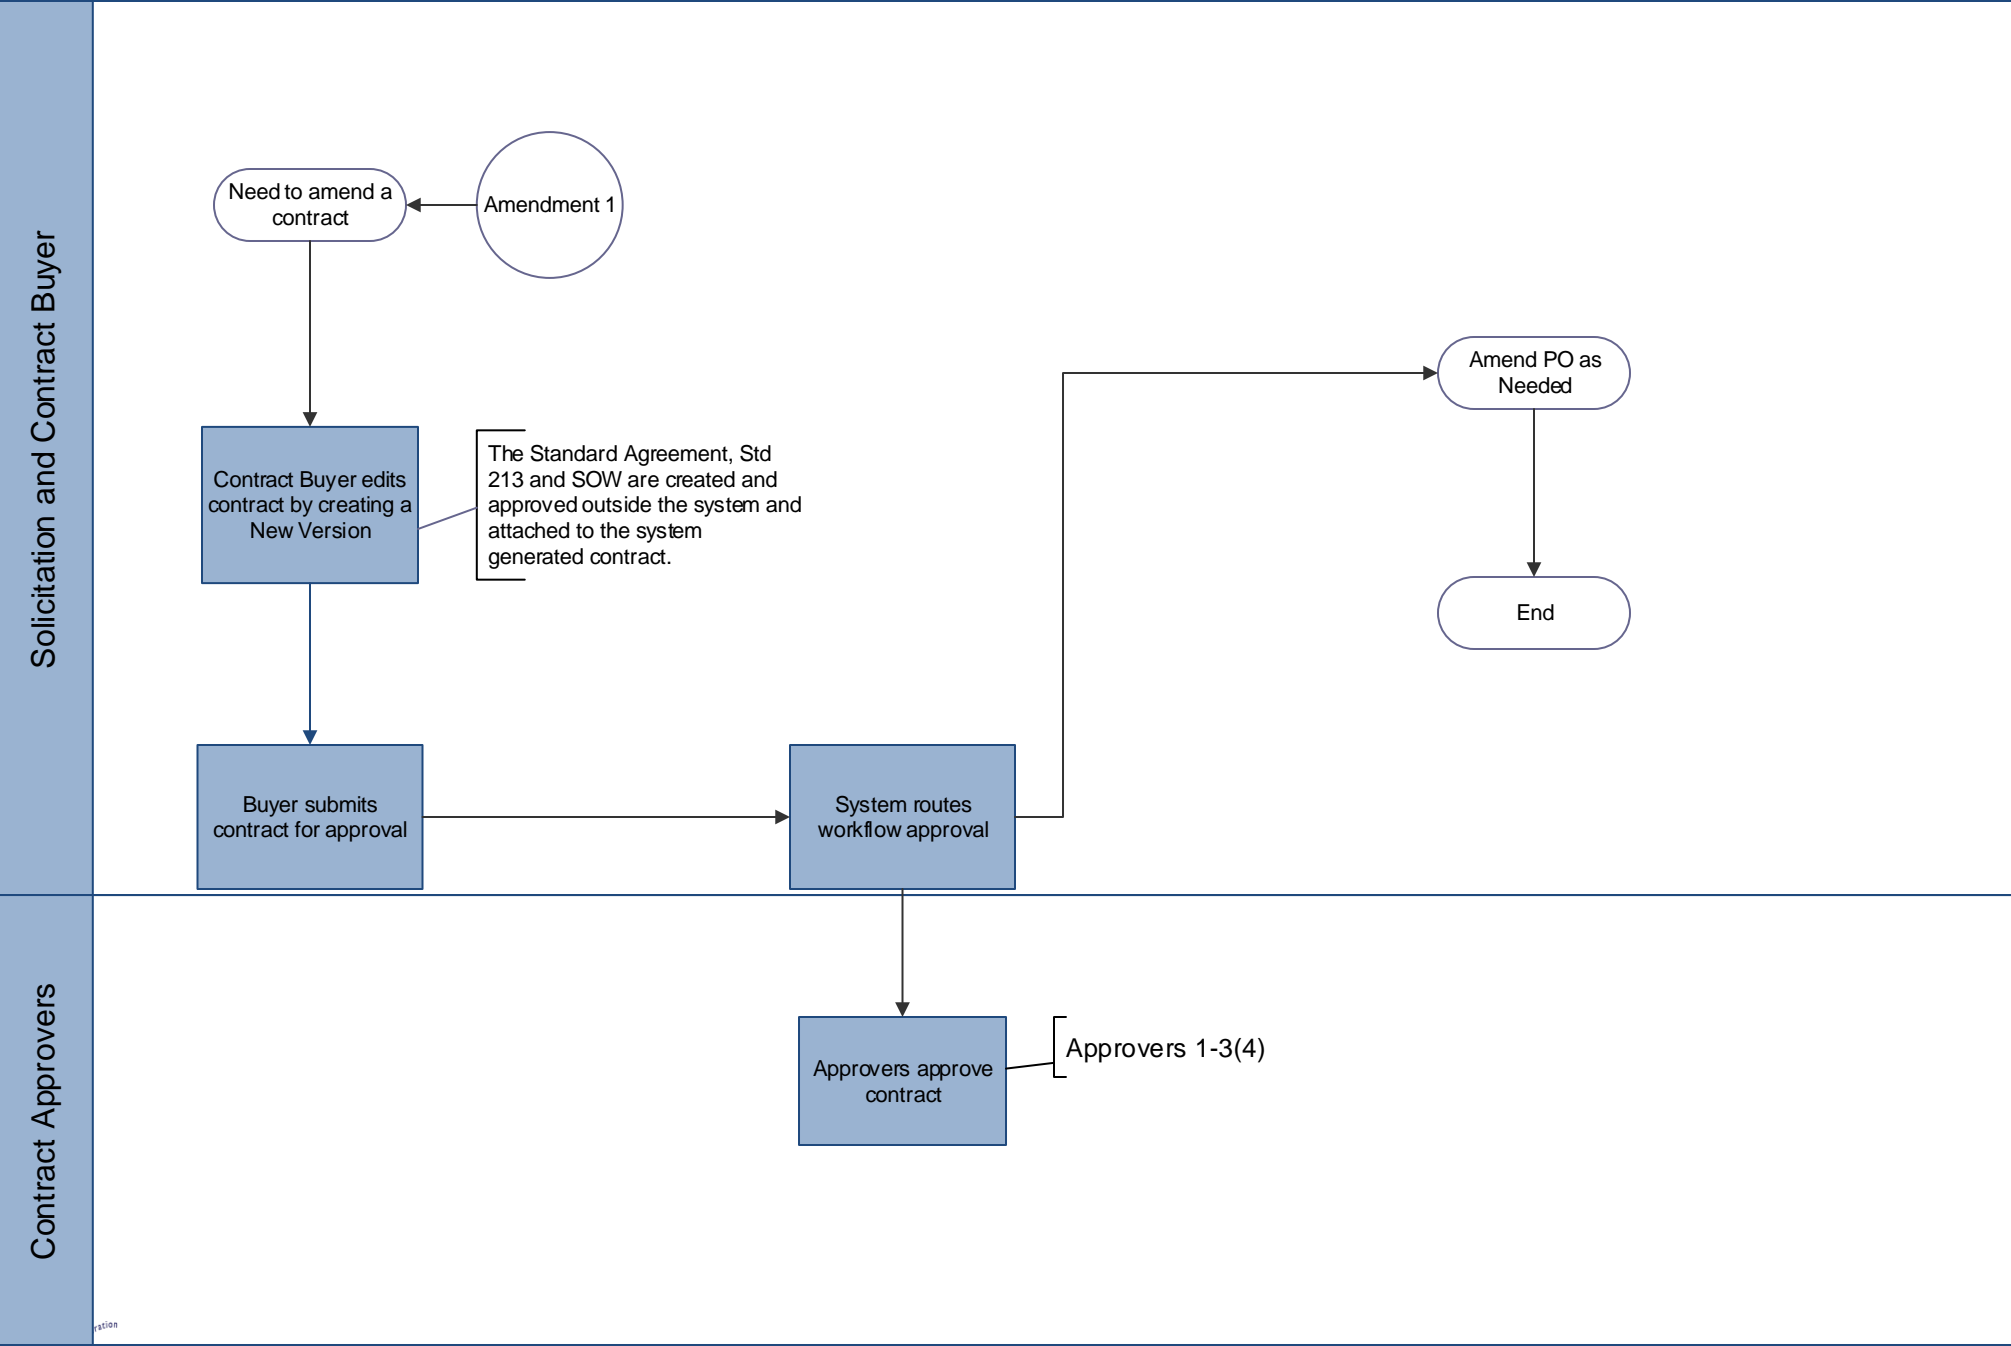 Solicitation and Contract Buyer
Need to amend a
contract
Amendment 1
Contract Buyer edits
contract by creating a
New Version
The Standard Agreement, Std
213 and SOW are created and
approved outside the system and
attached to the system
generated contract.
Amend PO as
Needed
End
Buyer submits
contract for approval
System routes
workflow approval
Contract Approvers
Approvers approve
contract
Approvers 1-3(4)
ration